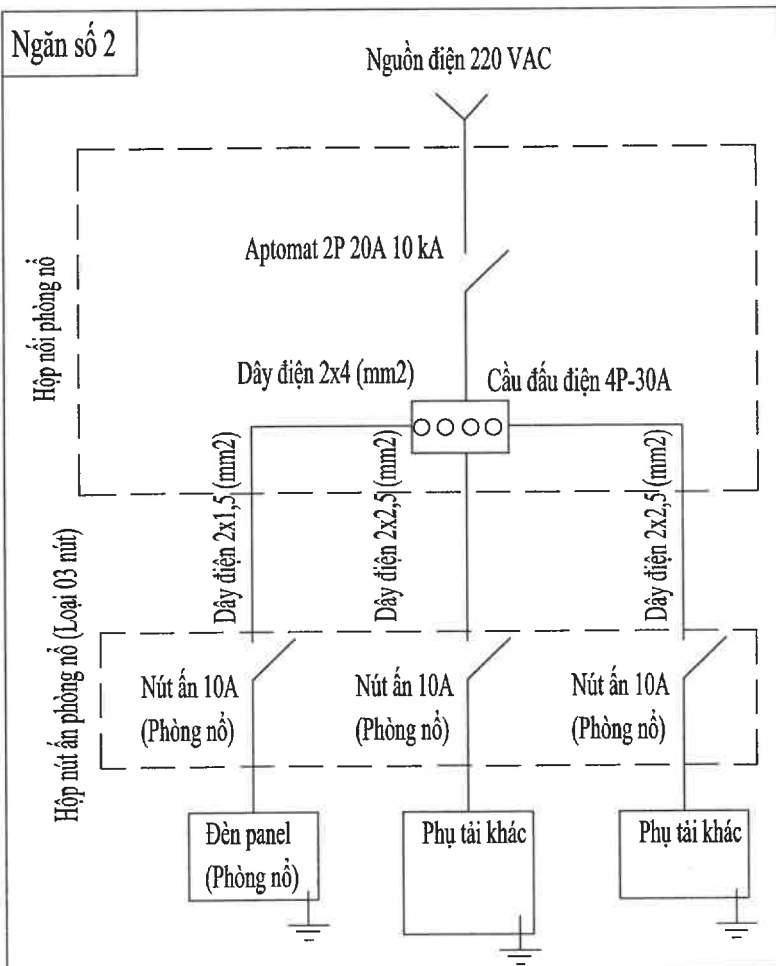 Ngăn số 2
Nguồn điện 220 VAC
Aptomat 2P 20A 10 kA
Hộp nối phòng nổ
Dây điện 2x4 (mm2)
Cầu đấu điện 4P-30A
Dây điện 2x1,5 (mm2)
Dây điện 2x2,5 (mm2)
Dây điện 2x2,5 (mm2)
Hộp nút ấn phòng nổ (Loại 03 nút)
Nút ấn 10A
(Phòng nổ)
Nút ấn 10A
(Phòng nổ)
Nút ấn 10A
(Phòng nổ)
Đèn panel
(Phòng nổ)
Phụ tải khác
Phụ tải khác